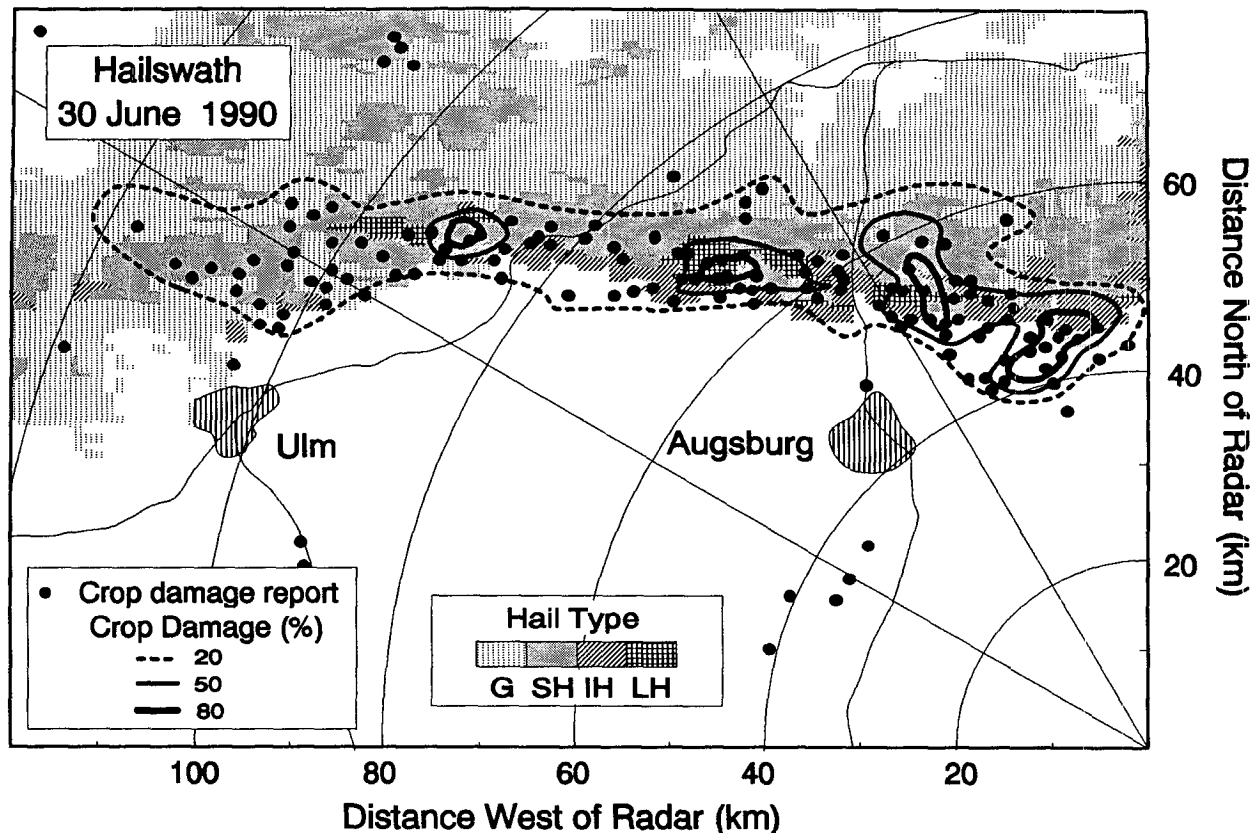 Hailswath
30 June 1990
Ulm
Augsburg
Crop damage report
Crop Damage (%)
20
50
80
Hail Type
G SH IH LH
60
40
20
Distance North of Radar (km)
100 80 60 40 20
Distance West of Radar (km)